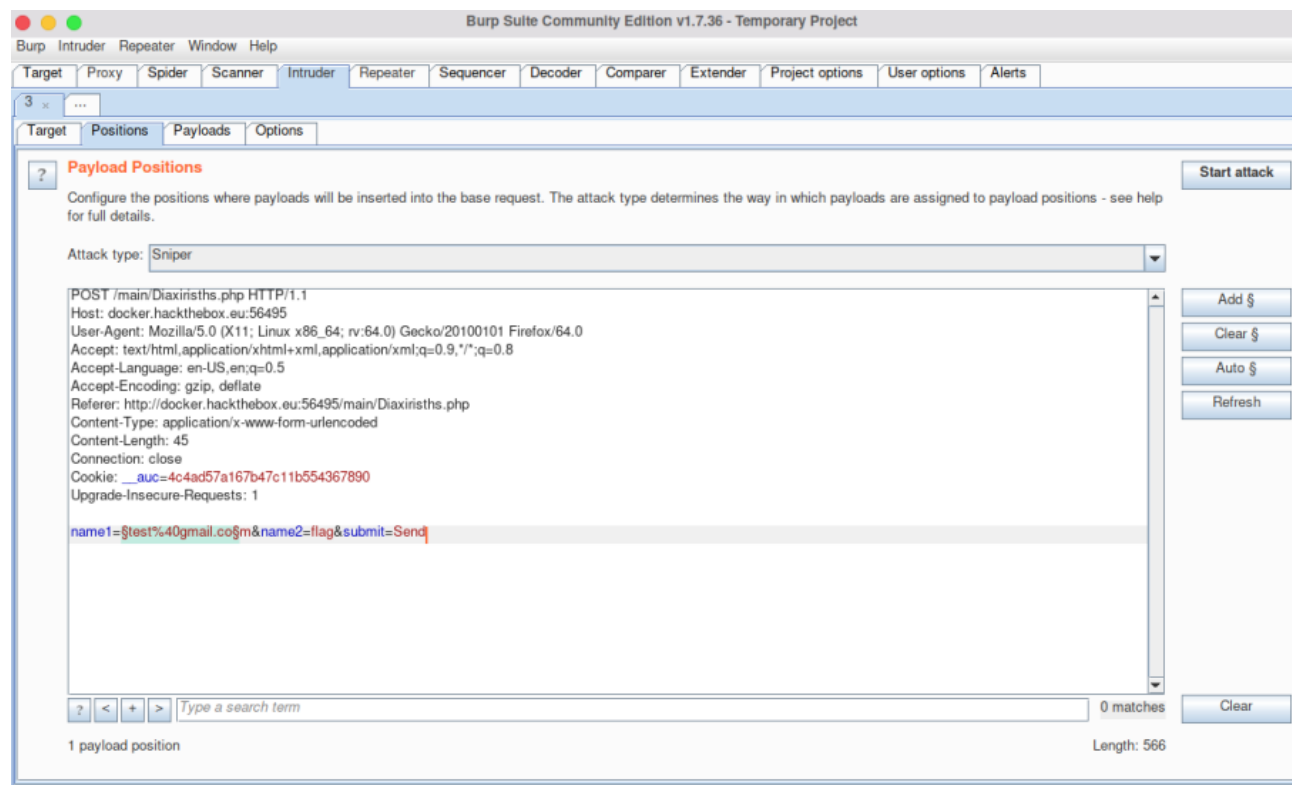 Burp Suite Community Edition v1.7.36 - Temporary Project
Burp Intruder Repeater Window Help
Target Proxy Spider Scanner Intruder Repeater Sequencer Decoder Comparer Extender Project options User options Alerts
3 × ...
Target Positions Payloads Options
? Payload Positions
Start attack
Configure the positions where payloads will be inserted into the base request. The attack type determines the way in which payloads are assigned to payload positions - see help
for full details.
Attack type: Sniper
POST /main/Diaxirisths.php HTTP/1.1
Host: docker.hackthebox.eu:56495
User-Agent: Mozilla/5.0 (X11; Linux x86_64; rv:64.0) Gecko/20100101 Firefox/64.0
Accept: text/html,application/xhtml+xml,application/xml;q=0.9,*/*;q=0.8
Accept-Language: en-US,en;q=0.5
Accept-Encoding: gzip, deflate
Referer: http://docker.hackthebox.eu:56495/main/Diaxirisths.php
Content-Type: application/x-www-form-urlencoded
Content-Length: 45
Connection: close
Cookie: __auc=4c4ad57a167b47c11b554367890
Upgrade-Insecure-Requests: 1
name1=§test%40gmail.co§m&name2=flag&submit=Send
Add §
Clear §
Auto §
Refresh
? < + > Type a search term 0 matches Clear
1 payload position Length: 566